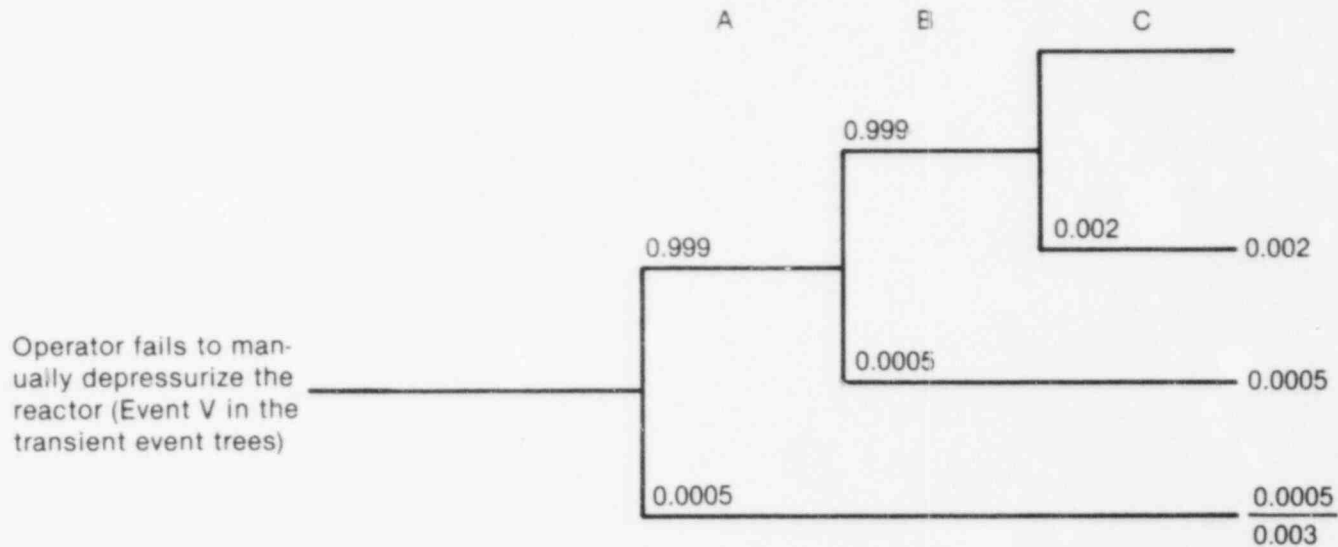 A B C
0.999
0.002 0.002
0.999
Operator fails to man-
ually depressurize the
reactor (Event V in the
transient event trees)
0.0005 0.0005
0.0005 0.0005
0.003